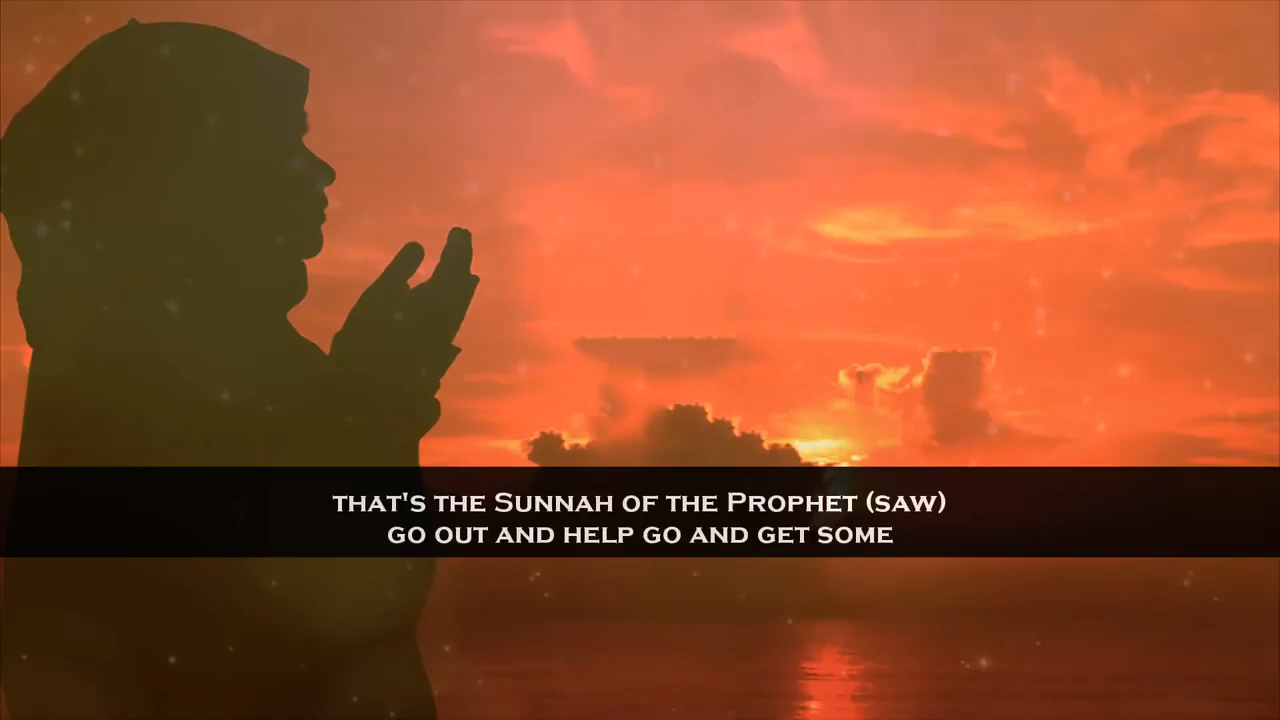 THAT'S THE SUNNAH OF THE PROPHET (SAW)
GO OUT AND HELP GO AND GET SOME